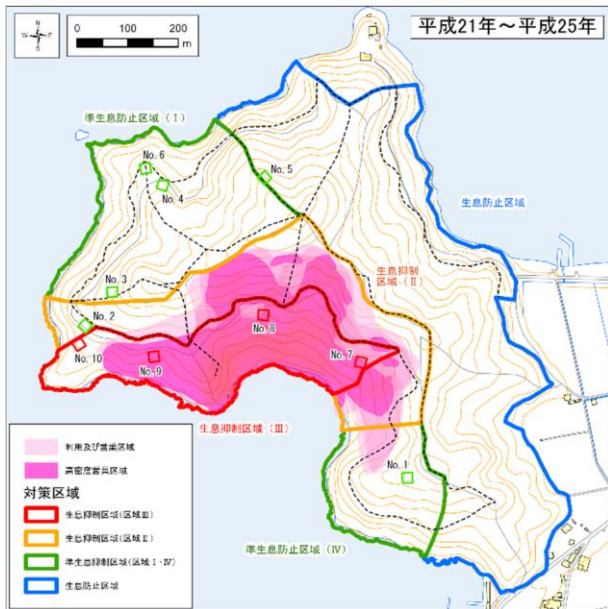 平成21年～平成25年
N
W
E
S
0 100 200
m
準生息防止区域（Ⅰ）
No. 6
No. 5
No. 4
生息防止区域
生息抑制
区域（Ⅱ）
No. 3
No. 2
No. 8
No. 10
No. 9
No. 7
生息抑制区域（Ⅲ）
No. 1
準生息防止区域（Ⅳ）
利用及び営巣区域
高密度営巣区域
対策区域
生息抑制区域(区域Ⅲ)
生息抑制区域(区域Ⅱ)
準生息抑制区域(区域Ⅰ・Ⅳ)
生息防止区域